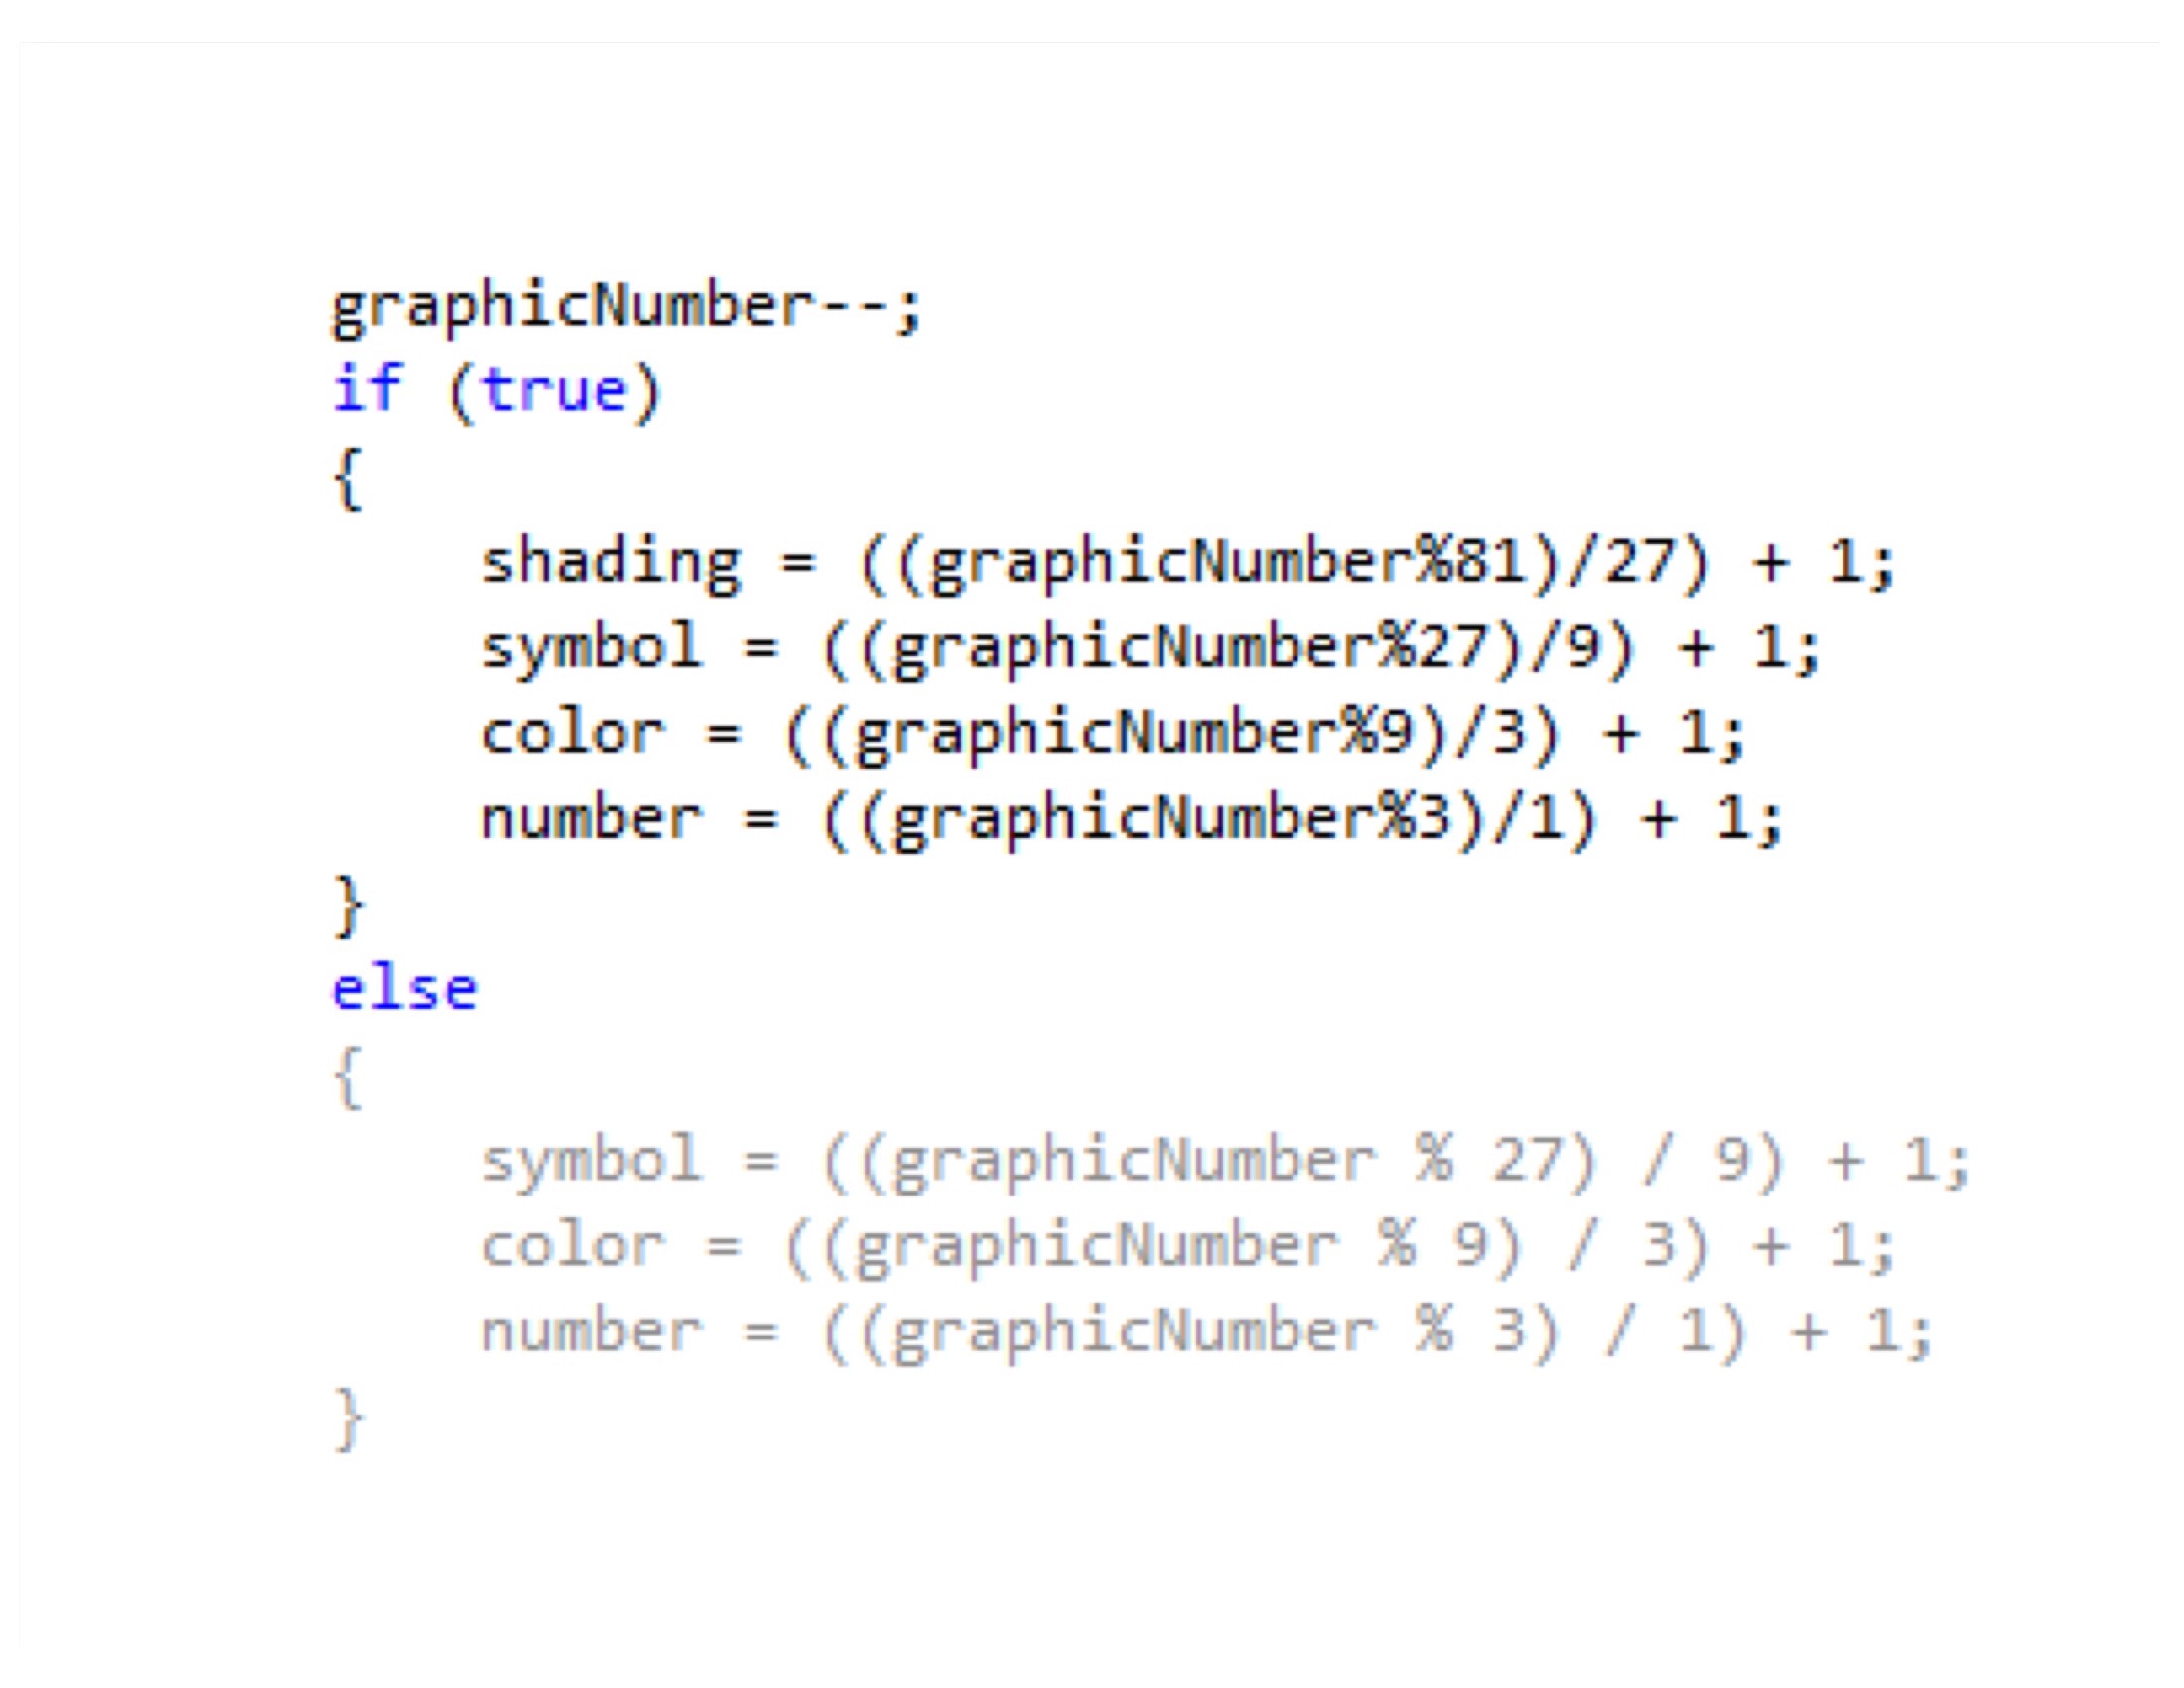 graphicNumber--;
if (true)
{
    shading = ((graphicNumber%81)/27) + 1;
    symbol = ((graphicNumber%27)/9) + 1;
    color = ((graphicNumber%9)/3) + 1;
    number = ((graphicNumber%3)/1) + 1;
}
else
{
    symbol = ((graphicNumber % 27) / 9) + 1;
    color = ((graphicNumber % 9) / 3) + 1;
    number = ((graphicNumber % 3) / 1) + 1;
}